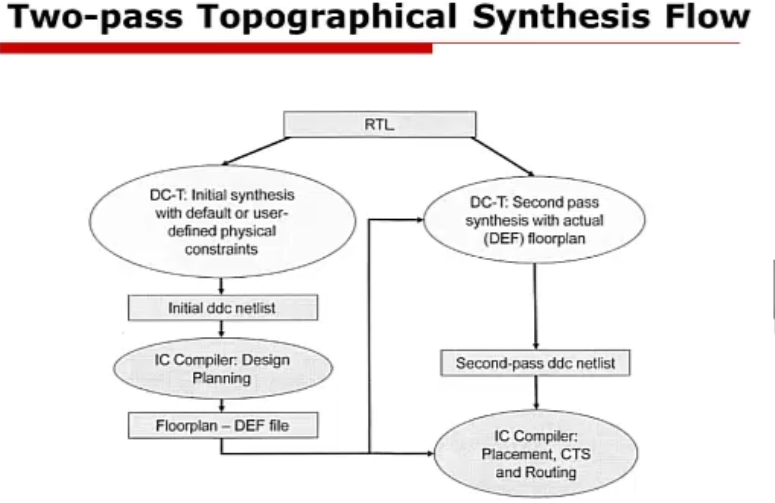 Two-pass Topographical Synthesis Flow
RTL
DC-T: Initial synthesis
with default or user-
defined physical
constraints
Initial ddc netlist
IC Compiler: Design
Planning
Floorplan – DEF file
DC-T: Second pass
synthesis with actual
(DEF) floorplan
Second-pass ddc netlist
IC Compiler:
Placement, CTS
and Routing